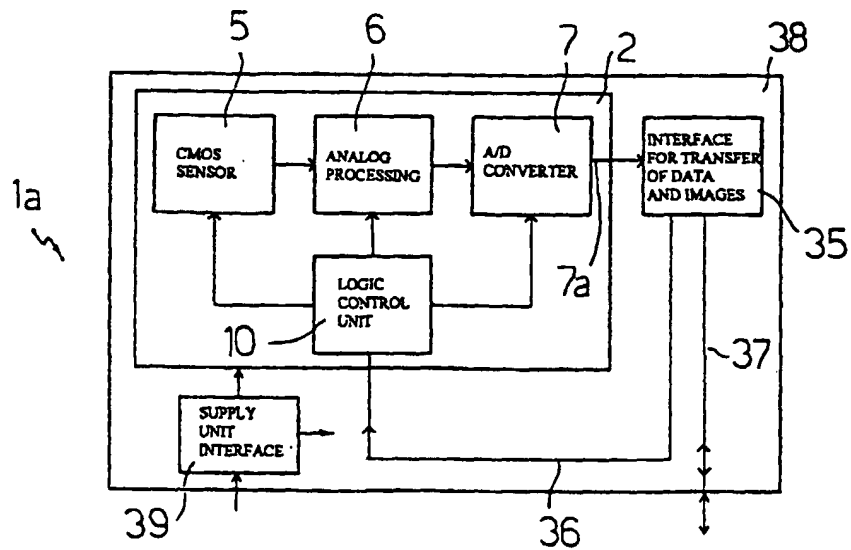 5
6
7
2
38
CMOS
SENSOR
ANALOG
PROCESSING
A/D
CONVERTER
INTERFACE
FOR TRANSFER
OF DATA
AND IMAGES
1a
35
7a
LOGIC
CONTROL
UNIT
10
37
SUPPLY
UNIT
INTERFACE
39
36